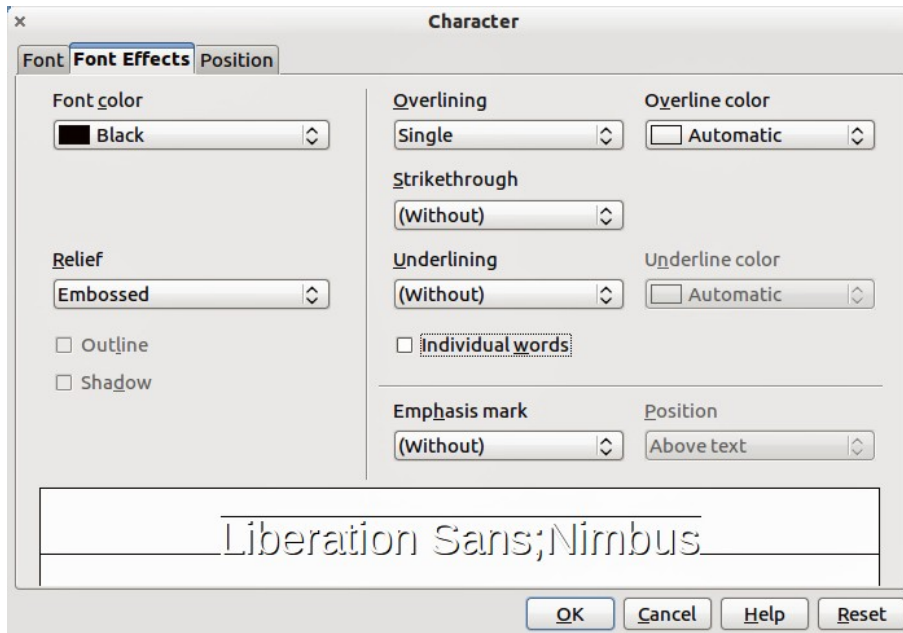 Character
Font Font Effects Position
Font color
Black
Relief
Embossed
Outline
Shadow
Overlining
Single
Overline color
Automatic
Strikethrough
(Without)
Underlining
(Without)
Underline color
Automatic
Individual words
Emphasis mark
(Without)
Position
Above text
Liberation Sans;Nimbus
OK Cancel Help Reset